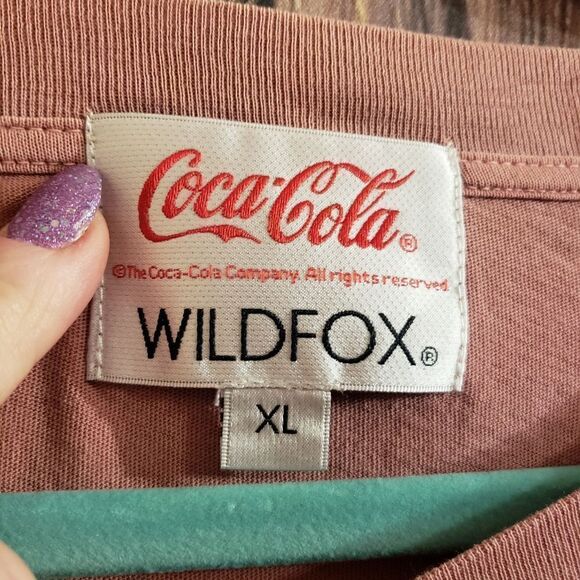 Coca-Cola®
©The Coca-Cola Company. All rights reserved
WILDFOX®
XL